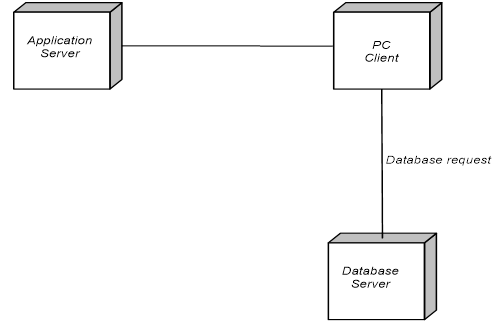 Application
Server
PC
Client
Database request
Database
Server